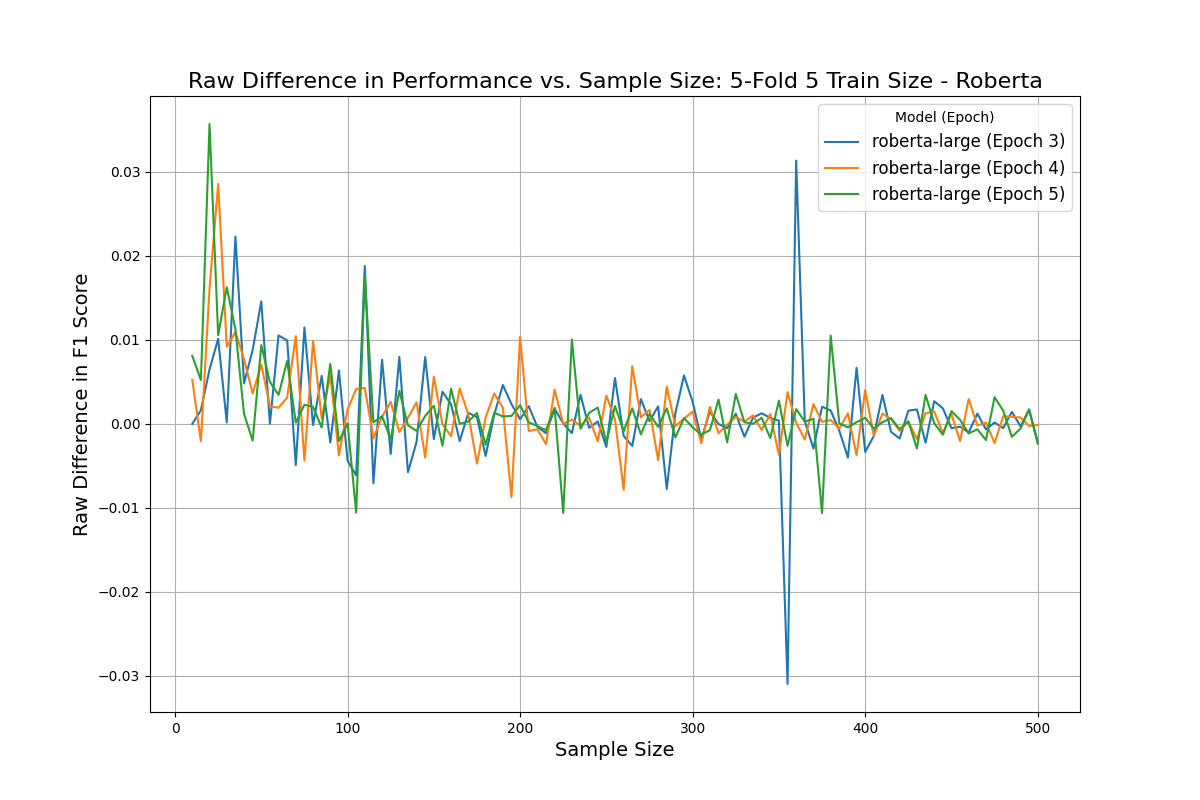 Raw Difference in Performance vs. Sample Size: 5-Fold 5 Train Size - Roberta
Model (Epoch)
roberta-large (Epoch 3)
roberta-large (Epoch 4)
roberta-large (Epoch 5)
Raw Difference in F1 Score
0.03
0.02
0.01
0.00
−0.01
−0.02
−0.03
0 100 200 300 400 500
Sample Size